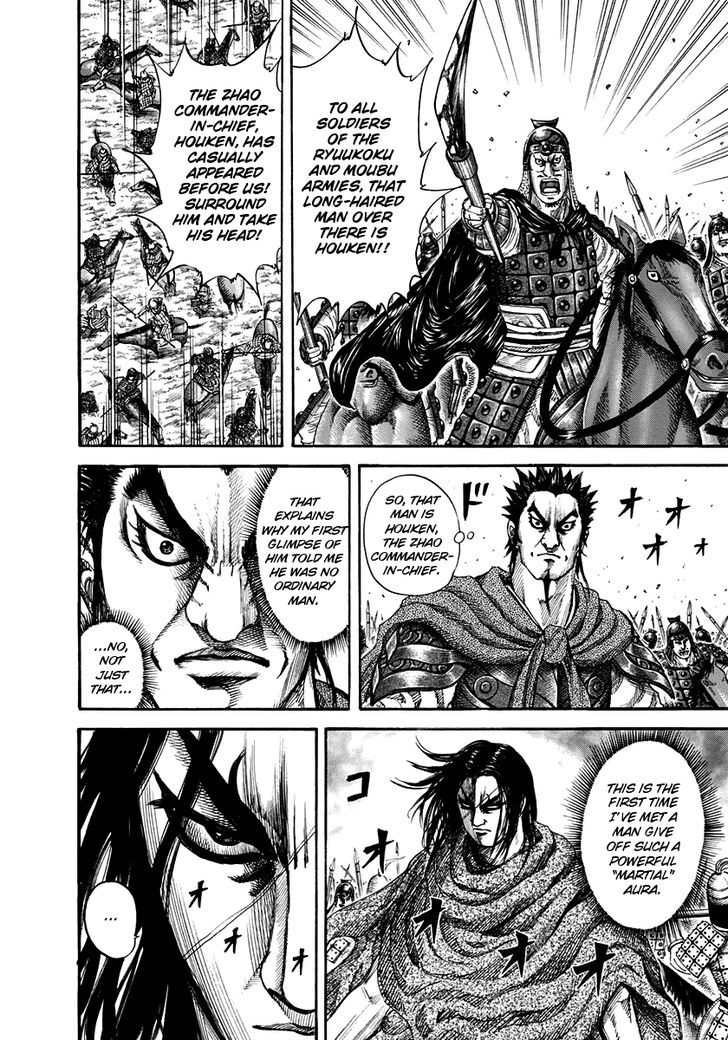 TO ALL
SOLDIERS
OF THE
RYUUKOKU
AND MOUBU
ARMIES, THAT
LONG-HAIRED
MAN OVER
THERE IS
HOUKEN!!
THE ZHAO
COMMANDER-
IN-CHIEF,
HOUKEN, HAS
CASUALLY
APPEARED
BEFORE US!
SURROUND
HIM AND TAKE
HIS HEAD!
オオオ
ド
SO, THAT
MAN IS
HOUKEN,
THE ZHAO
COMMANDER-
IN-CHIEF.
THAT
EXPLAINS
WHY MY FIRST
GLIMPSE OF
HIM TOLD ME
HE WAS NO
ORDINARY
MAN.
...NO,
NOT
JUST
THAT...
THIS IS THE
FIRST TIME
I'VE MET
A MAN GIVE
OFF SUCH A
POWERFUL
"MARTIAL"
AURA.
ゴオオオオ
オオ
...